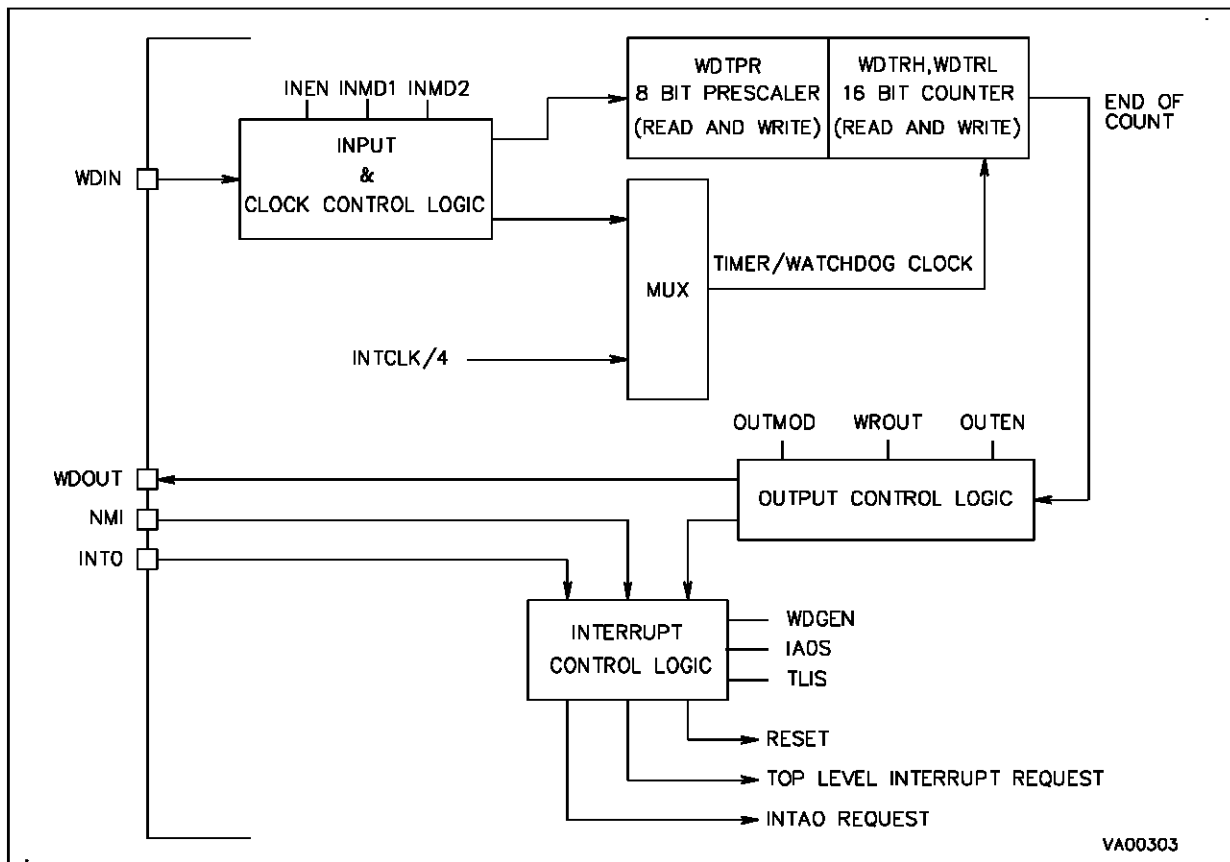 WDTPR
8 BIT PRESCALER
(READ AND WRITE)
WDTRH,WDTRL
16 BIT COUNTER
(READ AND WRITE)
END OF
COUNT
INEN INMD1 INMD2
INPUT
&
CLOCK CONTROL LOGIC
WDIN
MUX
TIMER/WATCHDOG CLOCK
INTCLK/4
OUTMOD WROUT OUTEN
OUTPUT CONTROL LOGIC
WDOUT
NMI
INT0
INTERRUPT
CONTROL LOGIC
WDGEN
IA0S
TLIS
RESET
TOP LEVEL INTERRUPT REQUEST
INTA0 REQUEST
VA00303